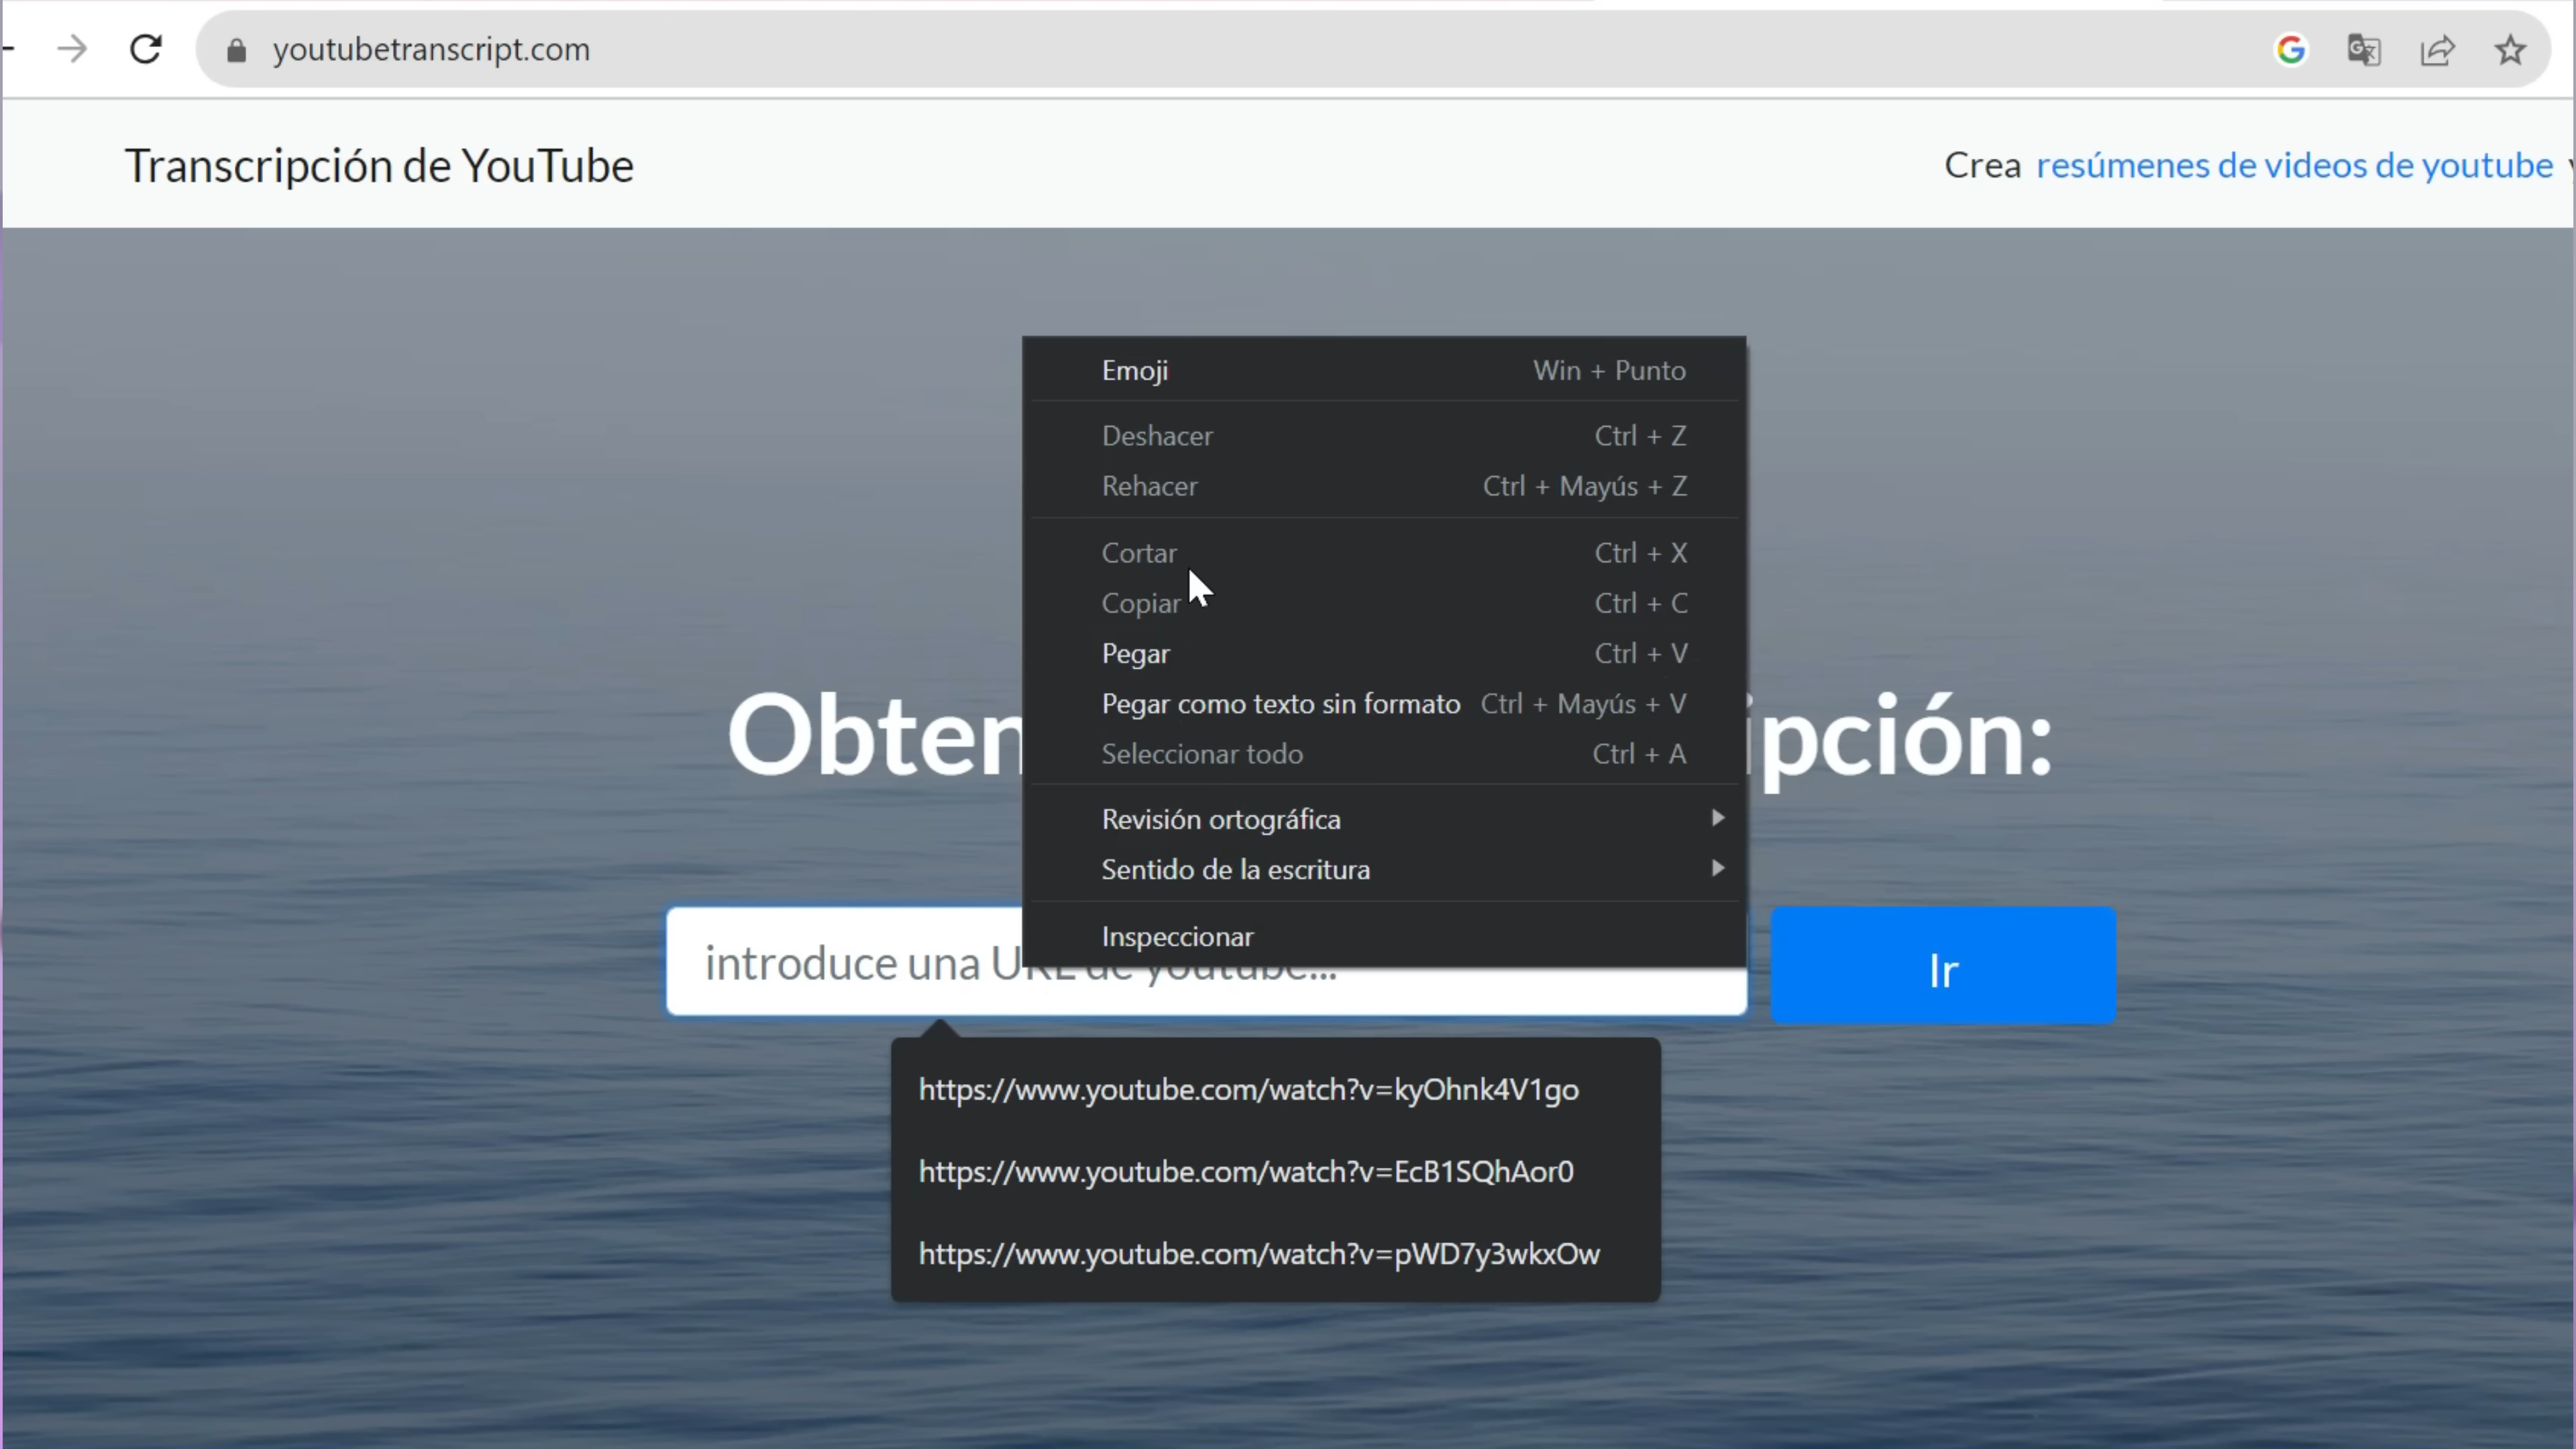 youtubetranscript.com
Transcripción de YouTube
Crea resúmenes de videos de youtube
Emoji Win + Punto
Deshacer Ctrl + Z
Rehacer Ctrl + Mayús + Z
Cortar Ctrl + X
Copiar Ctrl + C
Pegar Ctrl + V
Pegar como texto sin formato Ctrl + Mayús + V
Seleccionar todo Ctrl + A
Revisión ortográfica
Sentido de la escritura
Inspeccionar
Obten ipción:
introduce una URL de youtube...
Ir
https://www.youtube.com/watch?v=kyOhnk4V1go
https://www.youtube.com/watch?v=EcB1SQhAor0
https://www.youtube.com/watch?v=pWD7y3wkxOw